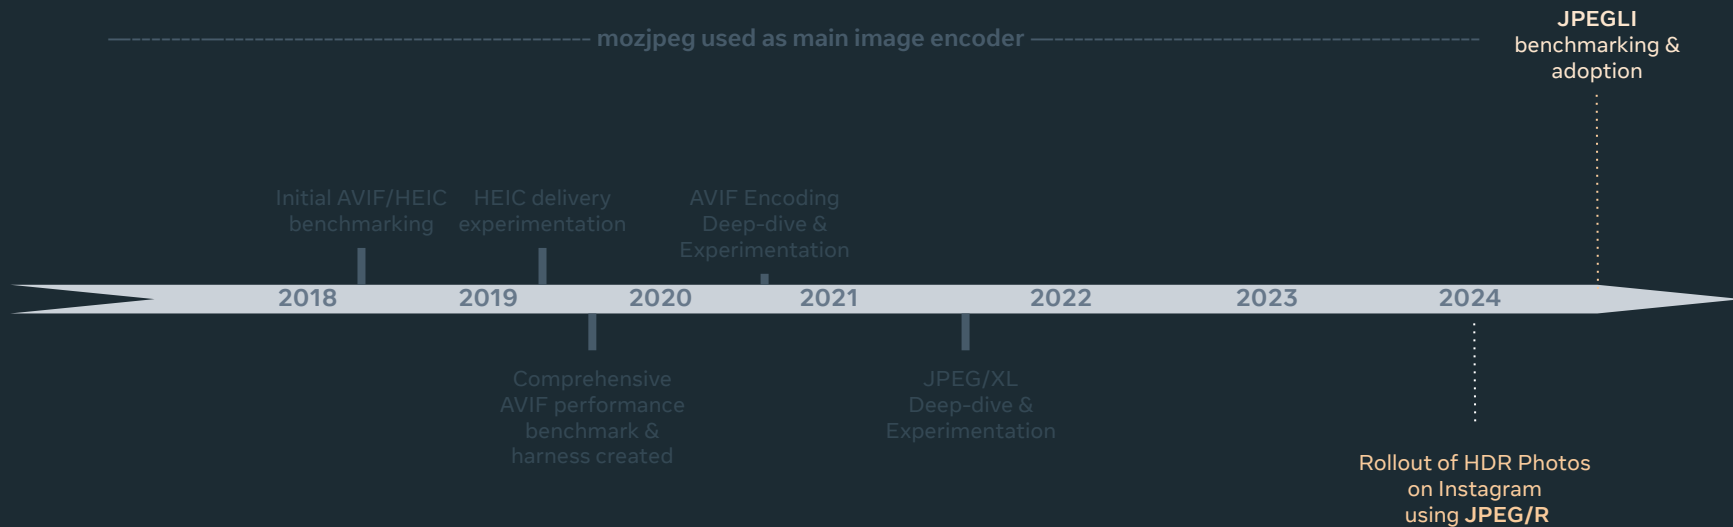 mozjpeg used as main image encoder
JPEGLI
benchmarking &
adoption
Initial AVIF/HEIC
benchmarking
HEIC delivery
experimentation
AVIF Encoding
Deep-dive &
Experimentation
2018
2019
2020
2021
2022
2023
2024
Comprehensive
AVIF performance
benchmark &
harness created
JPEG/XL
Deep-dive &
Experimentation
Rollout of HDR Photos
on Instagram
using JPEG/R